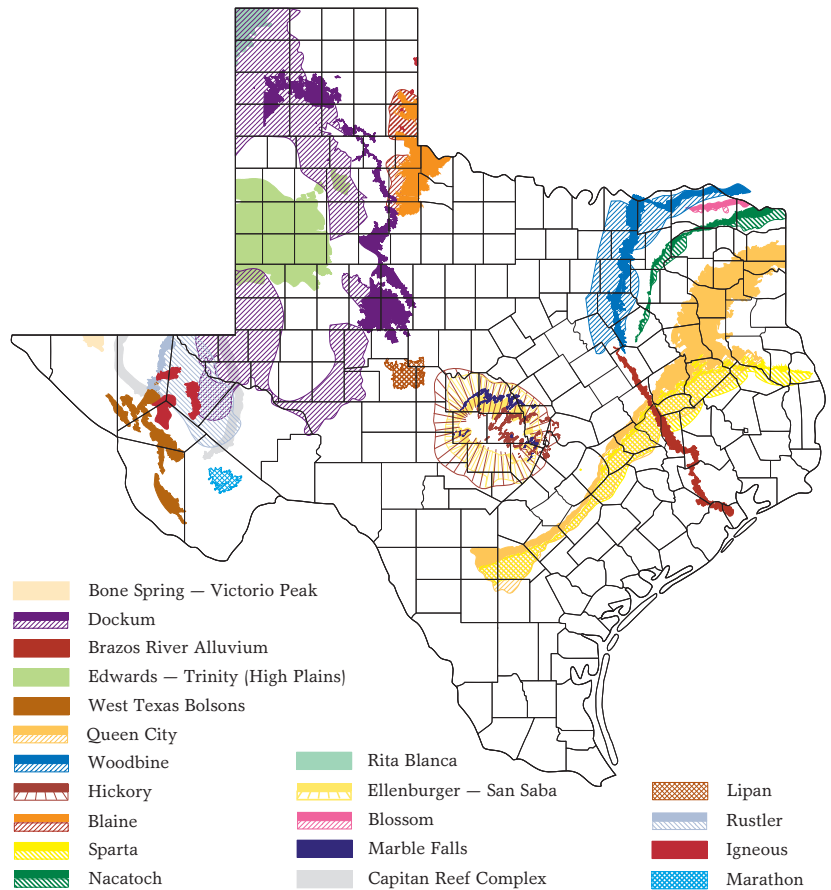 Bone Spring — Victorio Peak
Dockum
Brazos River Alluvium
Edwards — Trinity (High Plains)
West Texas Bolsons
Queen City
Woodbine
Hickory
Blaine
Sparta
Nacatoch
Rita Blanca
Ellenburger — San Saba
Blossom
Marble Falls
Capitan Reef Complex
Lipan
Rustler
Igneous
Marathon